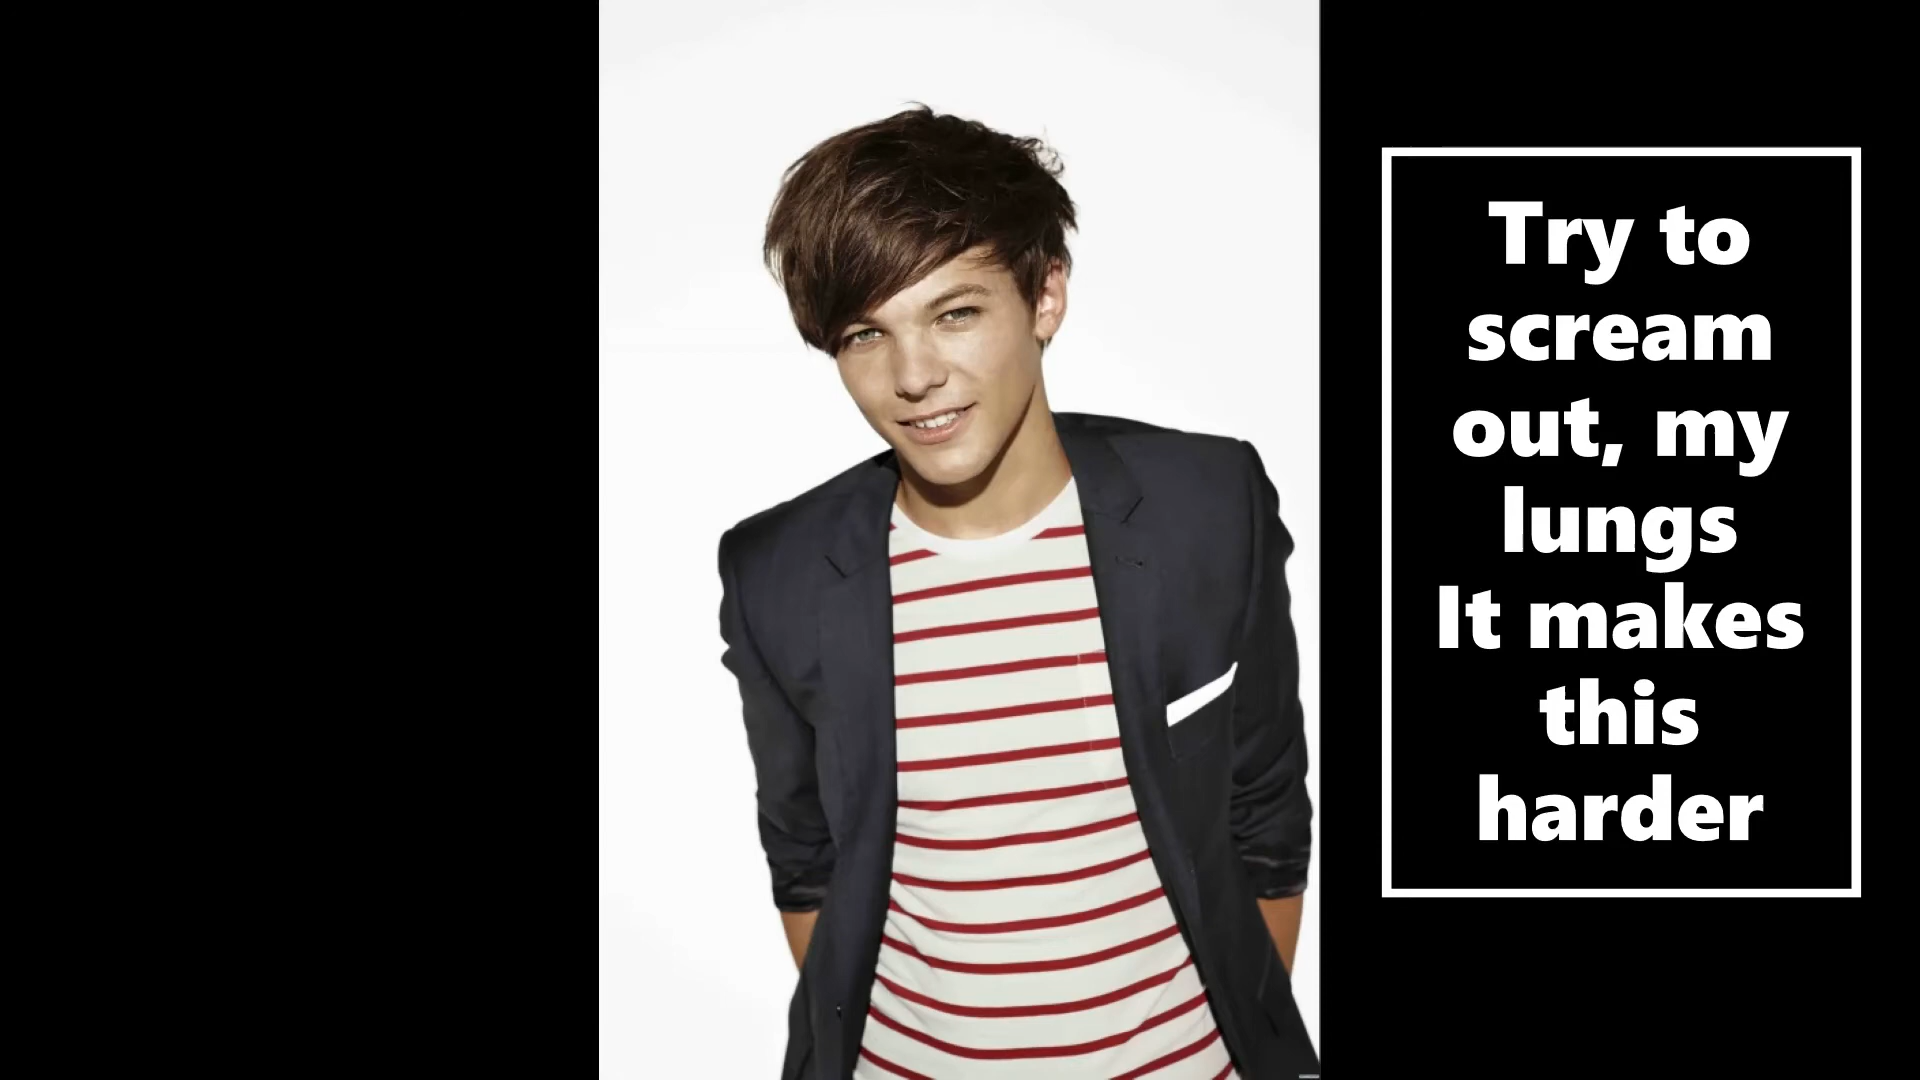 Try to
scream
out, my
lungs
It makes
this
harder